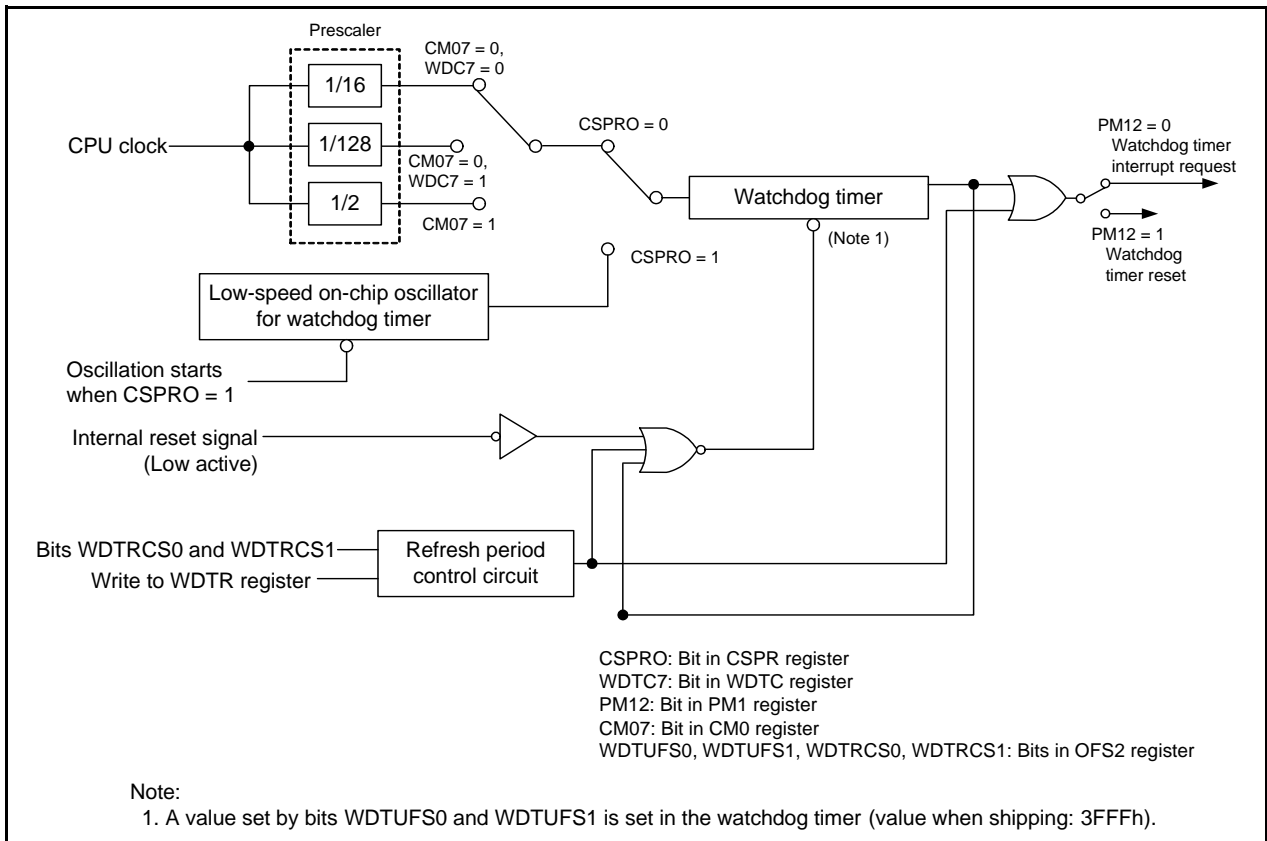 Prescaler
CM07 = 0,
WDC7 = 0
1/16
CPU clock
1/128
CM07 = 0,
WDC7 = 1
1/2
CM07 = 1
CSPRO = 0
PM12 = 0
Watchdog timer
interrupt request
Watchdog timer
(Note 1)
PM12 = 1
Watchdog
timer reset
CSPRO = 1
Low-speed on-chip oscillator
for watchdog timer
Oscillation starts
when CSPRO = 1
Internal reset signal
(Low active)
Bits WDTRCS0 and WDTRCS1
Write to WDTR register
Refresh period
control circuit
CSPRO: Bit in CSPR register
WDTC7: Bit in WDTC register
PM12: Bit in PM1 register
CM07: Bit in CM0 register
WDTUFS0, WDTUFS1, WDTRCS0, WDTRCS1: Bits in OFS2 register
Note:
1. A value set by bits WDTUFS0 and WDTUFS1 is set in the watchdog timer (value when shipping: 3FFFh).